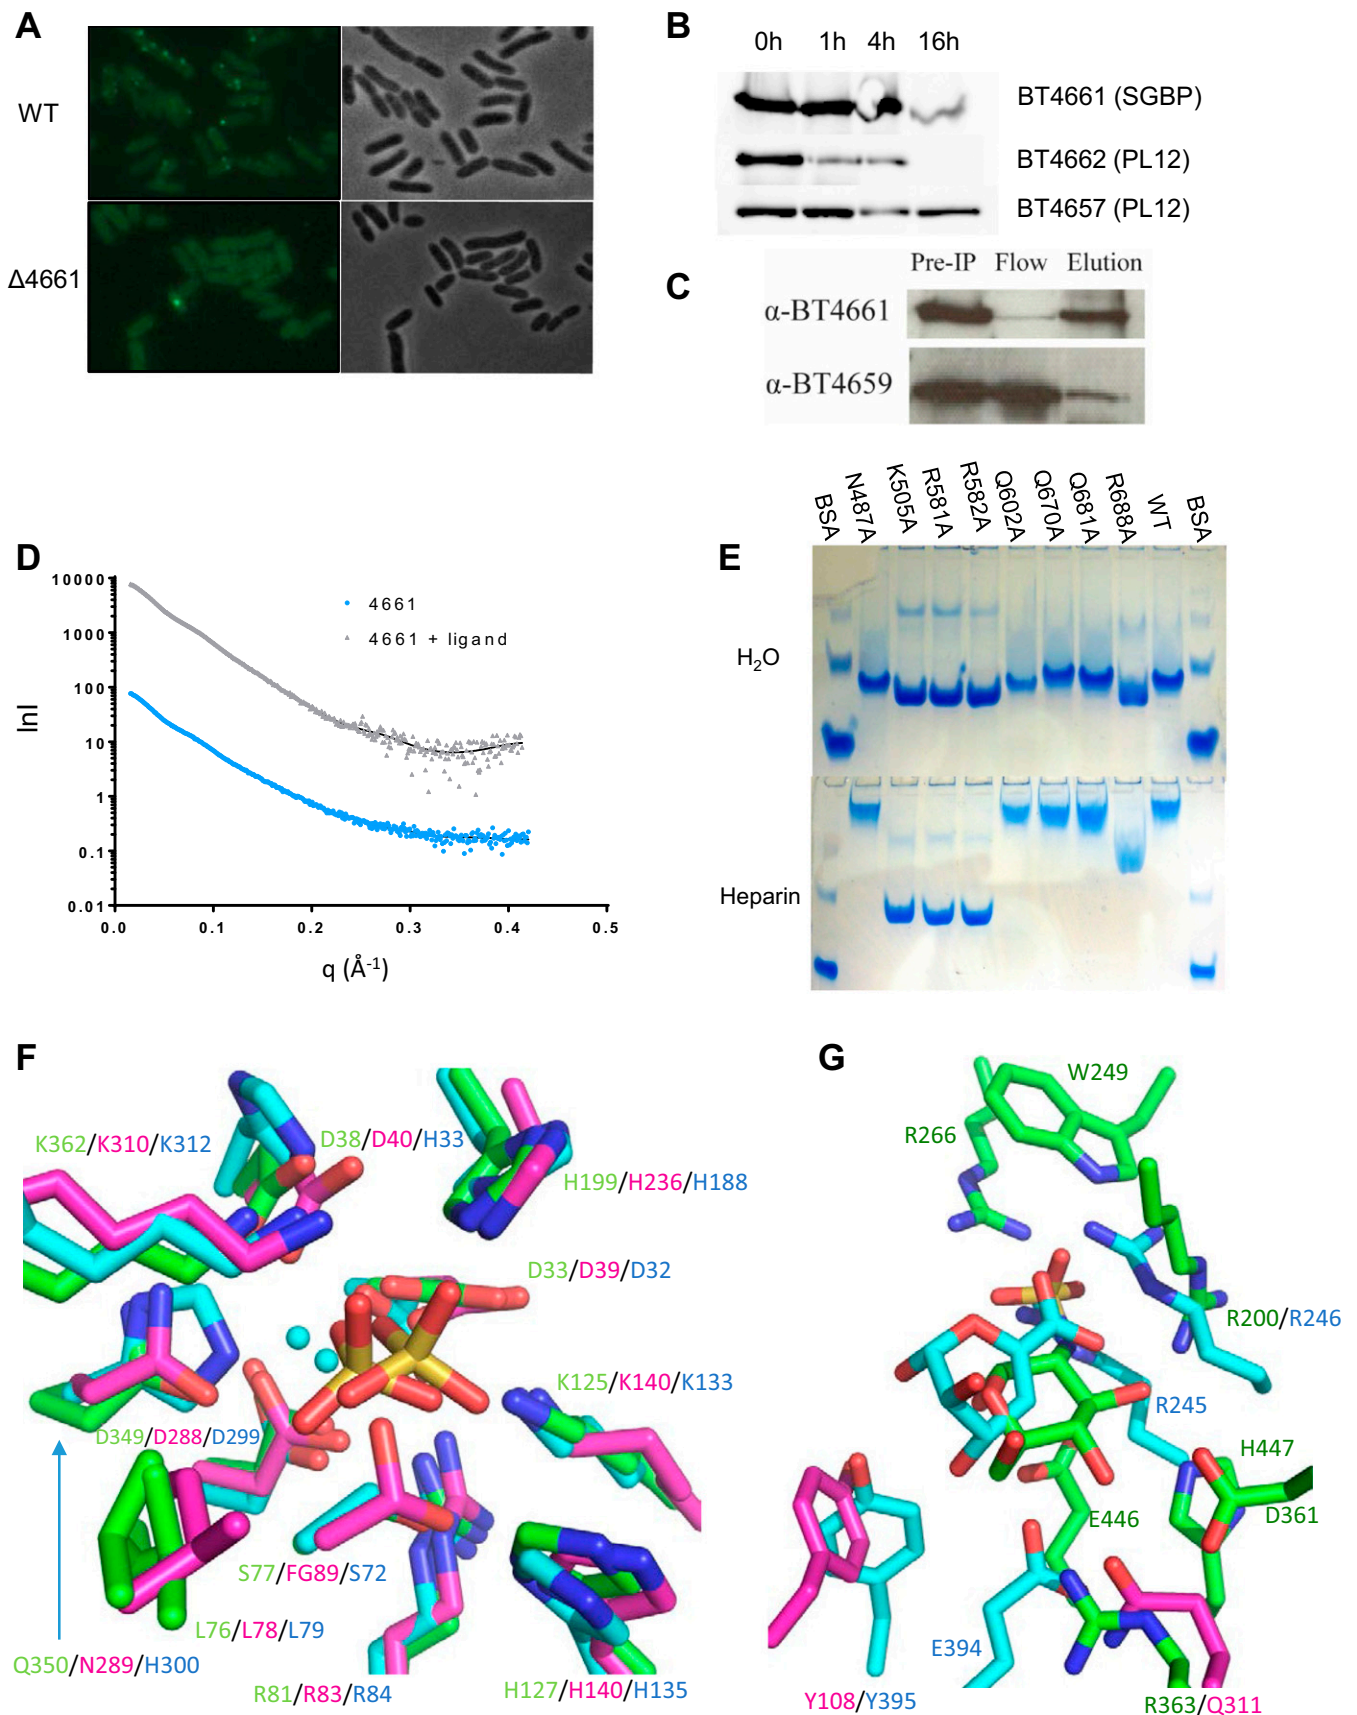 A
WT
Δ4661
B
0h 1h 4h 16h
BT4661 (SGBP)
BT4662 (PL12)
BT4657 (PL12)
C
Pre-IP Flow Elution
α-BT4661
α-BT4659
D
10000
1000
100
10
1
0.1
0.01
0.0 0.1 0.2 0.3 0.4 0.5
lnI
q (Å-1)
4661
4661 + ligand
E
BSA N487A K505A R581A R582A Q602A Q670A Q681A R688A WT BSA
H2O
Heparin
F
K362/K310/K312
D38/D40/H33
H199/H236/H188
D33/D39/D32
K125/K140/K133
D349/D288/D299
S77/FG89/S72
L76/L78/L79
Q350/N289/H300
R81/R83/R84
H127/H140/H135
G
W249
R266
R200/R246
R245
H447
D361
E446
E394
Y108/Y395
R363/Q311